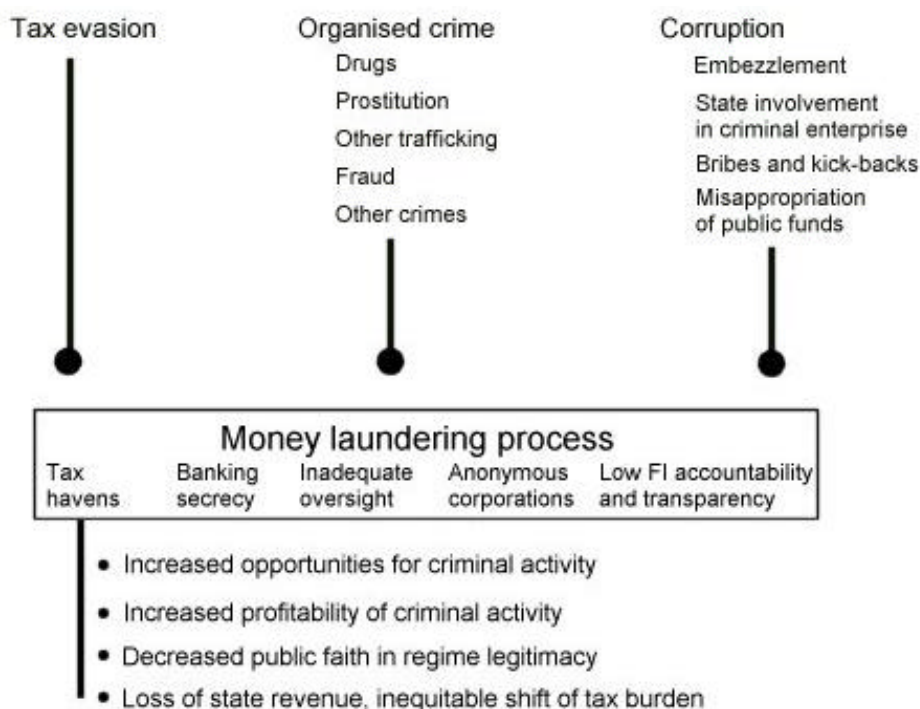 Tax evasion
Organised crime
Drugs
Prostitution
Other trafficking
Fraud
Other crimes
Corruption
Embezzlement
State involvement
in criminal enterprise
Bribes and kick-backs
Misappropriation
of public funds
Money laundering process
Tax
havens
Banking
secrecy
Inadequate
oversight
Anonymous
corporations
Low FI accountability
and transparency
• Increased opportunities for criminal activity
• Increased profitability of criminal activity
• Decreased public faith in regime legitimacy
• Loss of state revenue, inequitable shift of tax burden